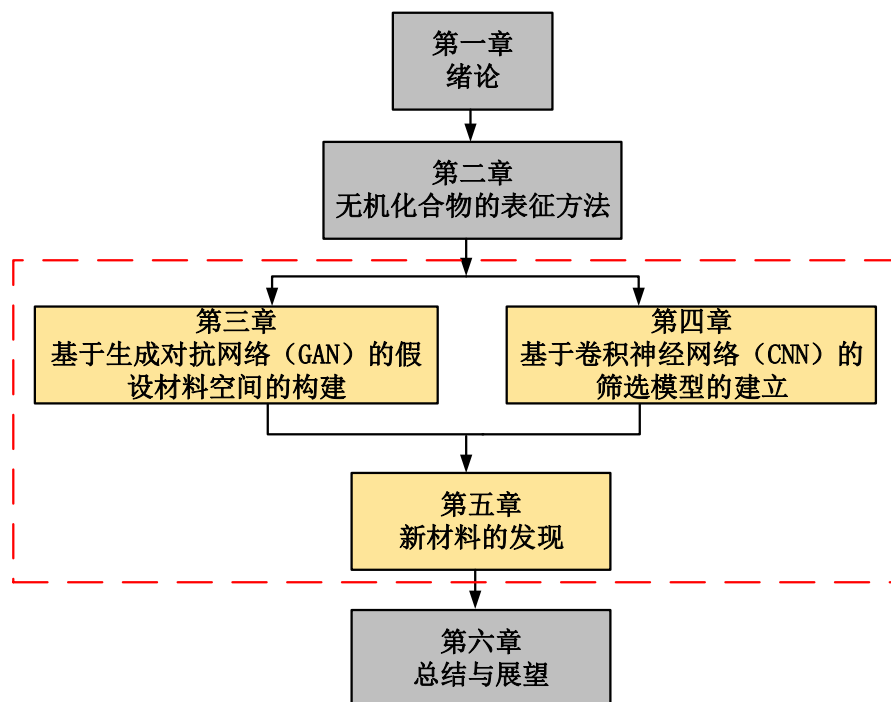 第一章
绪论
第二章
无机化合物的表征方法
第三章
基于生成对抗网络（GAN）的假
设材料空间的构建
第四章
基于卷积神经网络（CNN）的
筛选模型的建立
第五章
新材料的发现
第六章
总结与展望